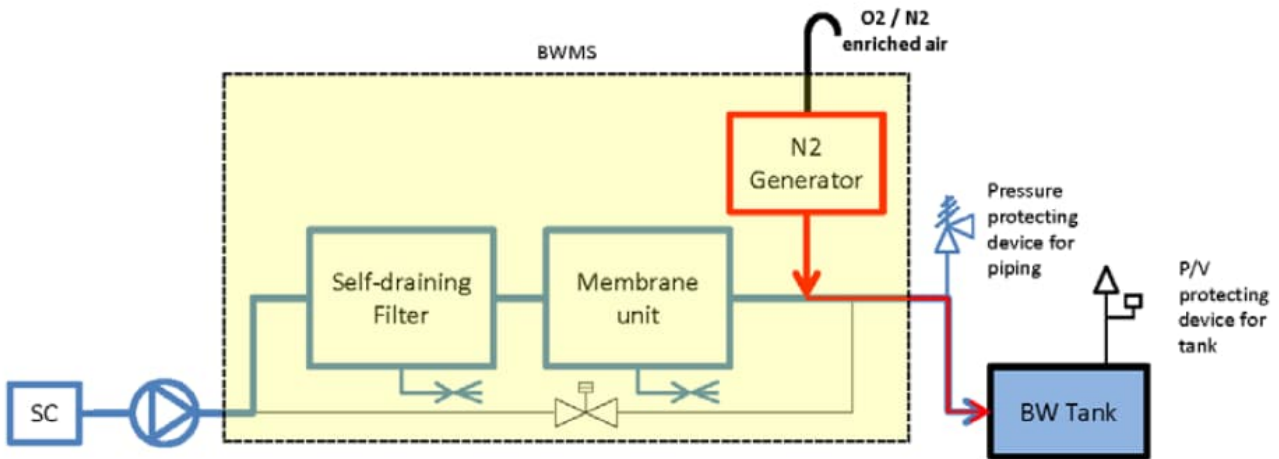 O2 / N2
enriched air
BWMS
N2
Generator
Pressure
protecting
device for
piping
P/V
protecting
device for
tank
Self-draining
Filter
Membrane
unit
SC
BW Tank